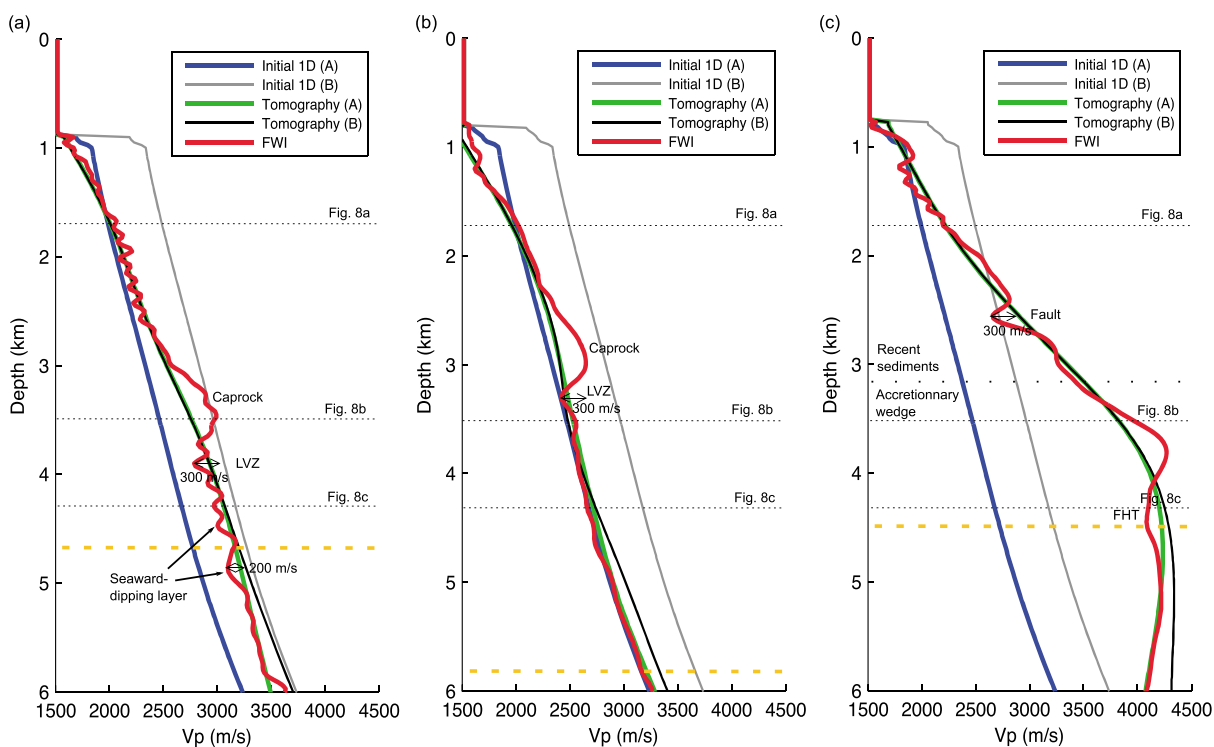 (a)
0
1
2
3
4
5
6
Depth (km)
Initial 1D (A)
Initial 1D (B)
Tomography (A)
Tomography (B)
FWI
Fig. 8a
Caprock
Fig. 8b
LVZ
300 m/s
Fig. 8c
Seaward-
dipping layer
200 m/s
1500 2000 2500 3000 3500 4000 4500
Vp (m/s)
(b)
0
1
2
3
4
5
6
Depth (km)
Initial 1D (A)
Initial 1D (B)
Tomography (A)
Tomography (B)
FWI
Fig. 8a
Caprock
LVZ
300 m/s
Fig. 8b
Fig. 8c
1500 2000 2500 3000 3500 4000 4500
Vp (m/s)
(c)
0
1
2
3
4
5
6
Depth (km)
Initial 1D (A)
Initial 1D (B)
Tomography (A)
Tomography (B)
FWI
Fig. 8a
Fault
300 m/s
Recent
sediments
Accretionnary
wedge
Fig. 8b
Fig. 8c
FHT
1500 2000 2500 3000 3500 4000 4500
Vp (m/s)